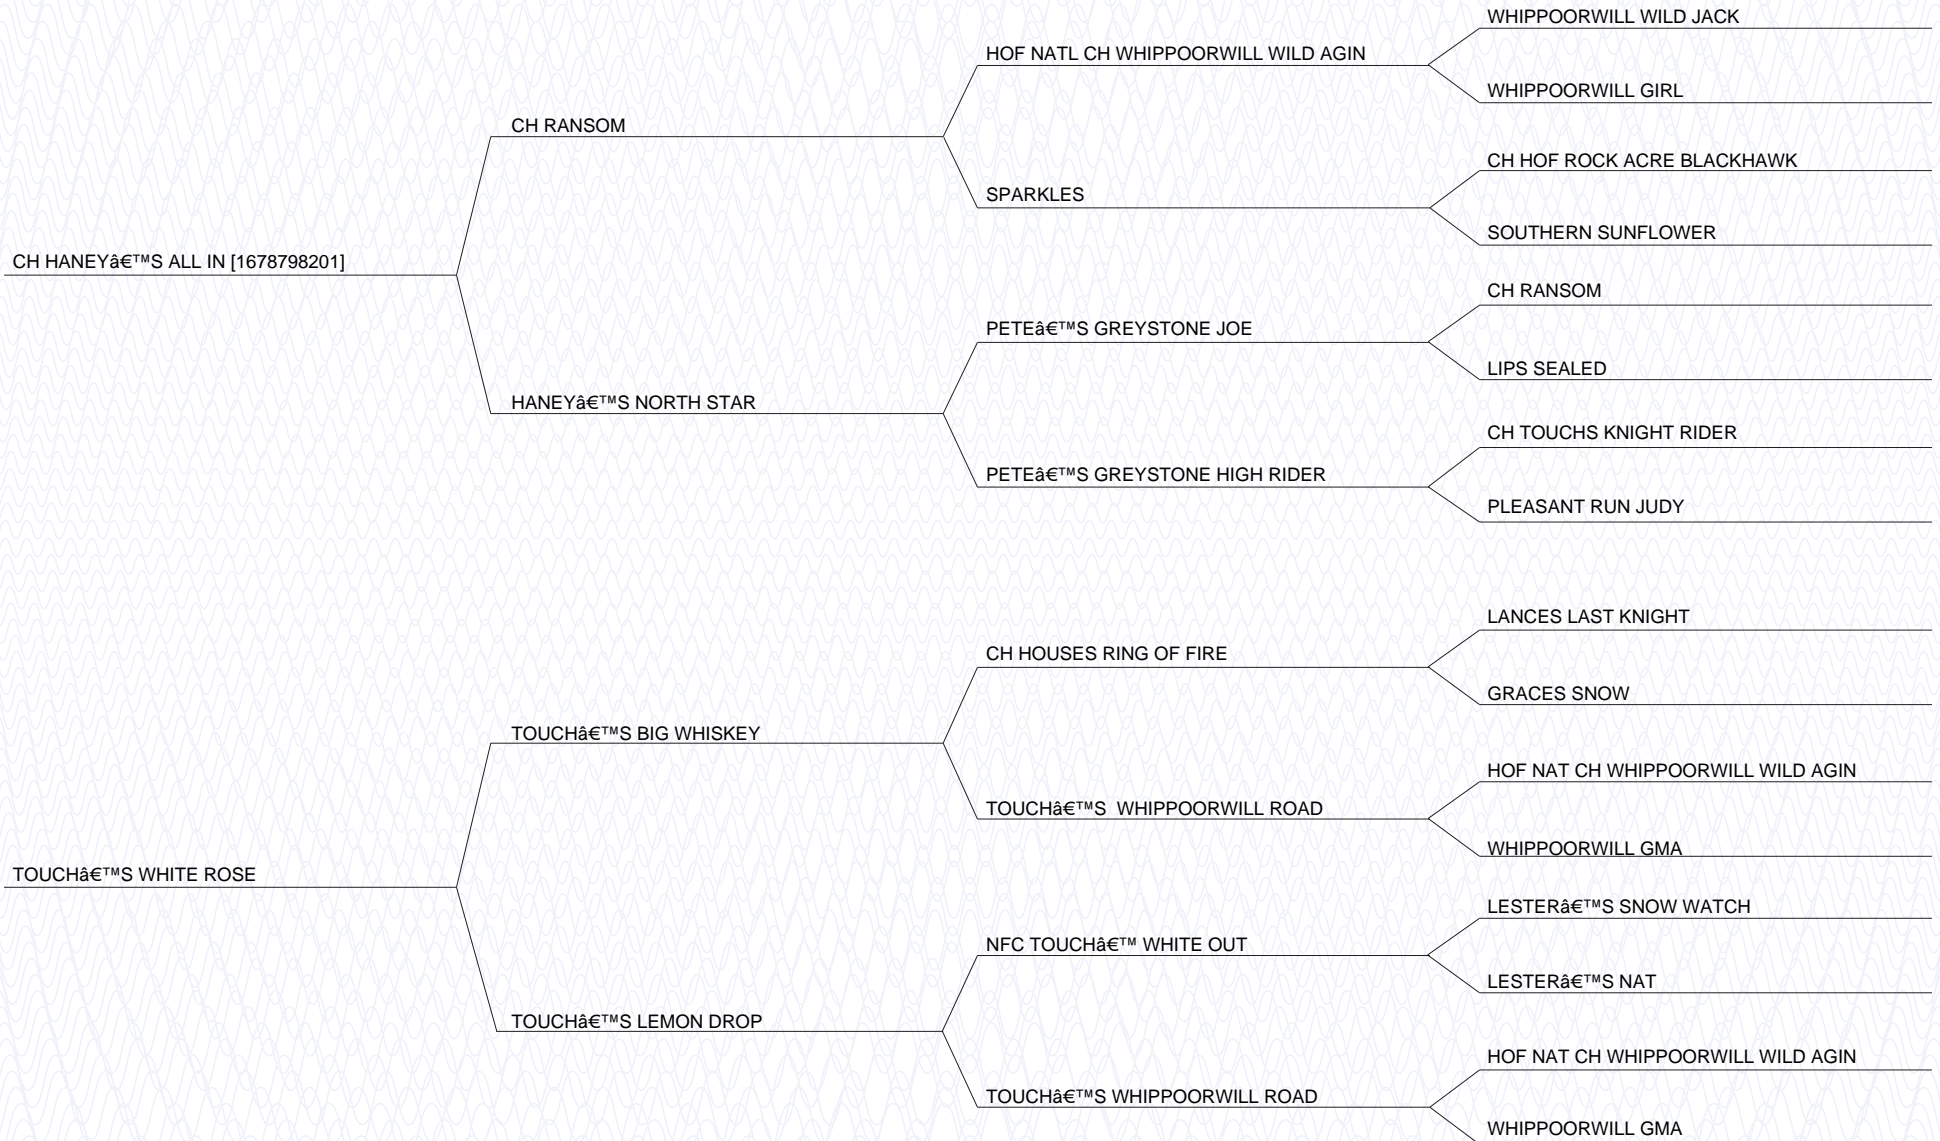 WHIPPOORWILL WILD JACK
HOF NATL CH WHIPPOORWILL WILD AGIN
WHIPPOORWILL GIRL
CH RANSOM
CH HOF ROCK ACRE BLACKHAWK
SPARKLES
SOUTHERN SUNFLOWER
CH HANEYâ€™S ALL IN [1678798201]
CH RANSOM
PETEâ€™S GREYSTONE JOE
LIPS SEALED
HANEYâ€™S NORTH STAR
CH TOUCHS KNIGHT RIDER
PETEâ€™S GREYSTONE HIGH RIDER
PLEASANT RUN JUDY
LANCES LAST KNIGHT
CH HOUSES RING OF FIRE
GRACES SNOW
TOUCHâ€™S BIG WHISKEY
HOF NAT CH WHIPPOORWILL WILD AGIN
TOUCHâ€™S  WHIPPOORWILL ROAD
WHIPPOORWILL GMA
TOUCHâ€™S WHITE ROSE
LESTERâ€™S SNOW WATCH
NFC TOUCHâ€™ WHITE OUT
LESTERâ€™S NAT
TOUCHâ€™S LEMON DROP
HOF NAT CH WHIPPOORWILL WILD AGIN
TOUCHâ€™S WHIPPOORWILL ROAD
WHIPPOORWILL GMA